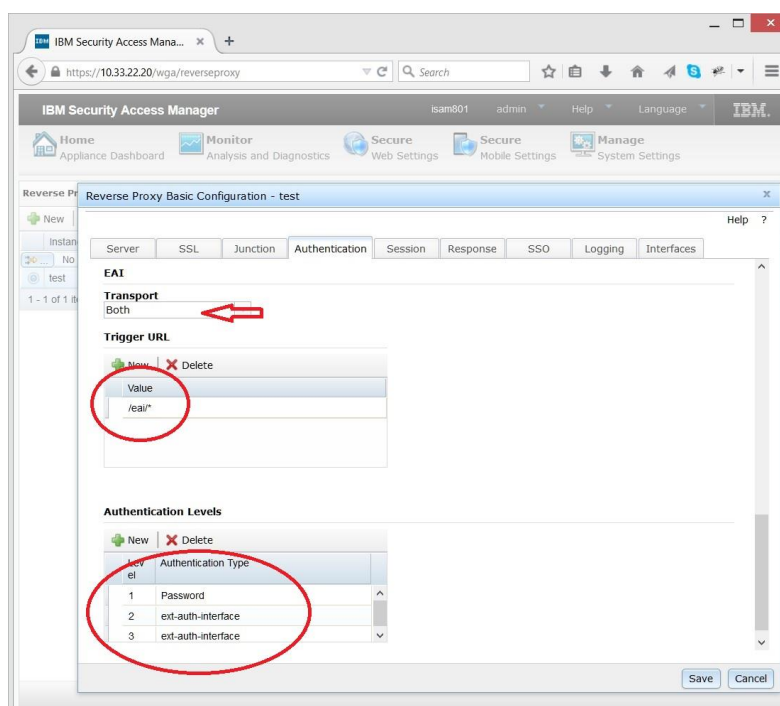 IBM Security Access Mana... × +
https://10.33.22.20/wga/reverseproxy Search
IBM Security Access Manager isam801 admin Help Language IBM.
Home Monitor Secure Secure Manage
Appliance Dashboard Analysis and Diagnostics Web Settings Mobile Settings System Settings
Reverse Pr
Reverse Proxy Basic Configuration - test x
New Help ?
Instan
Server SSL Junction Authentication Session Response SSO Logging Interfaces
No
test
EAI
1 - 1 of 1 it
Transport
Both
Trigger URL
New Delete
Value
/eai/*
Authentication Levels
New Delete
Lev
el Authentication Type
1 Password
2 ext-auth-interface
3 ext-auth-interface
Save Cancel